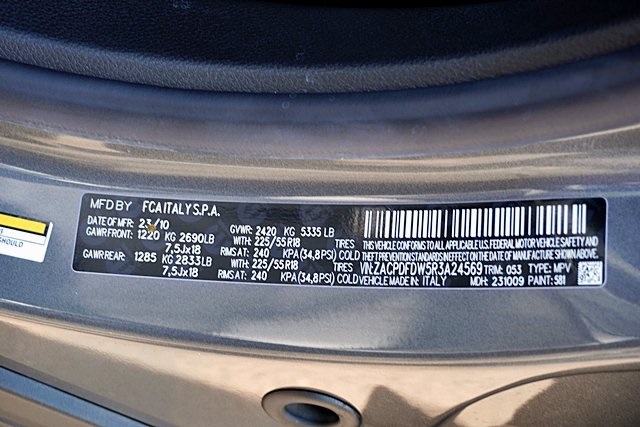 SHOULD
MFD BY FCA ITALY S.P.A.
DATE OF MFR: 23/10 GVWR: 2420 KG 5335 LB
GAWR FRONT: 1220 KG 2690LB WITH: 225/55R18 TIRES THIS VEHICLE CONFORMS TO ALL APPLICABLE U.S. FEDERAL MOTOR VEHICLE SAFETY AND
7,5Jx18 RIMS AT: 240 KPA(34,8PSI) COLD THEFT PREVENTION STANDARDS IN EFFECT ON THE DATE OF MANUFACTURE SHOWN ABOVE.
GAWR REAR: 1285 KG 2833LB WITH: 225/55R18 TIRES VIN: ZACPDFDW5R3A24569 TRIM: 053 TYPE: MPV
7,5Jx18 RIMS AT: 240 KPA(34,8PSI) COLD VEHICLE MADE IN: ITALY MDH: 231009 PAINT: 581